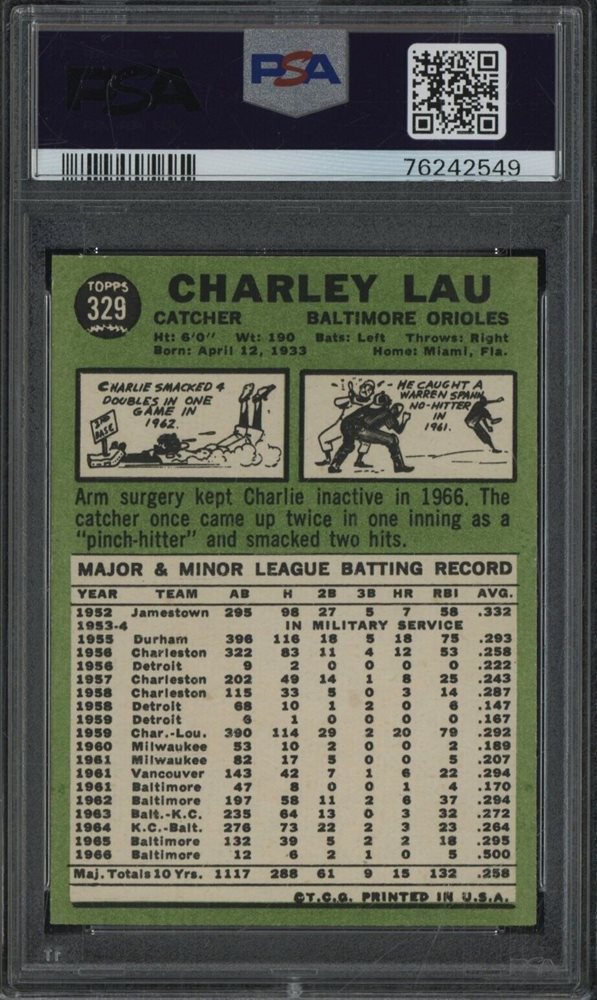 PSA
PSA
76242549
TOPPS
329
CHARLEY LAU
CATCHER BALTIMORE ORIOLES
Ht: 6'0" Wt: 190 Bats: Left Throws: Right
Born: April 12, 1933 Home: Miami, Fla.
CHARLIE SMACKED 4
DOUBLES IN ONE
GAME IN
1962.
2ND
BASE
HE CAUGHT A
WARREN SPAHN
NO-HITTER
IN
1961.
Arm surgery kept Charlie inactive in 1966. The
catcher once came up twice in one inning as a
"pinch-hitter" and smacked two hits.
MAJOR & MINOR LEAGUE BATTING RECORD
YEAR TEAM AB H 2B 3B HR RBI AVG.
1952 Jamestown 295 98 27 5 7 58 .332
1953-4 IN MILITARY SERVICE
1955 Durham 396 116 18 5 18 75 .293
1956 Charleston 322 83 11 4 12 53 .258
1956 Detroit 9 2 0 0 0 0 .222
1957 Charleston 202 49 14 1 8 25 .243
1958 Charleston 115 33 5 0 3 14 .287
1958 Detroit 68 10 1 2 0 6 .147
1959 Detroit 6 1 0 0 0 0 .167
1959 Char.-Lou. 390 114 29 2 20 79 .292
1960 Milwaukee 53 10 2 0 0 2 .189
1961 Milwaukee 82 17 5 0 0 5 .207
1961 Vancouver 143 42 7 1 6 22 .294
1961 Baltimore 47 8 0 0 1 4 .170
1962 Baltimore 197 58 11 2 6 37 .294
1963 Balt.-K.C. 235 64 13 0 3 32 .272
1964 K.C.-Balt. 276 73 22 2 3 23 .264
1965 Baltimore 132 39 5 2 2 18 .295
1966 Baltimore 12 6 2 1 0 5 .500
Maj. Totals 10 Yrs. 1117 288 61 9 15 132 .258
©T.C.G. PRINTED IN U.S.A.